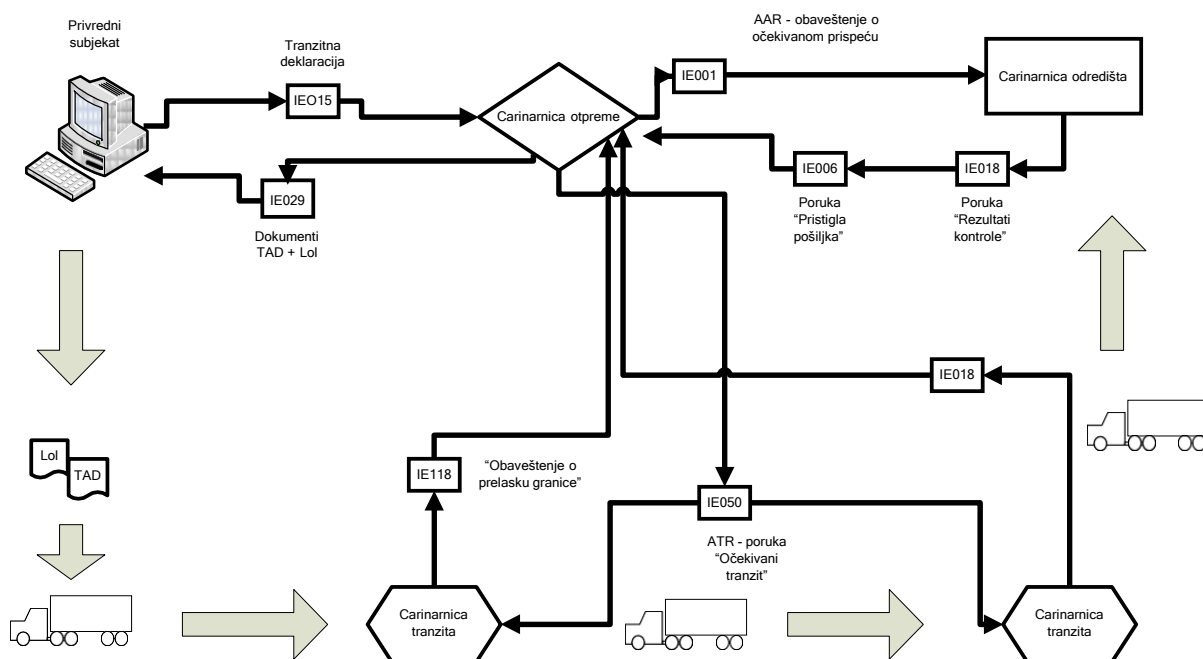 Privredni
subjekat
Tranzitna
deklaracija
IEO15
Carinarnica otpreme
IE001
AAR - obaveštenje o
očekivanom prispeću
Carinarnica odredišta
IE029
Dokumenti
TAD + Lol
IE006
Poruka
“Pristigla
pošiljka”
IE018
Poruka
“Rezultati
kontrole”
IE018
Lol
TAD
IE118
“Obaveštenje o
prelasku granice”
IE050
ATR - poruka
“Očekivani
tranzit”
Carinarnica
tranzita
Carinarnica
tranzita